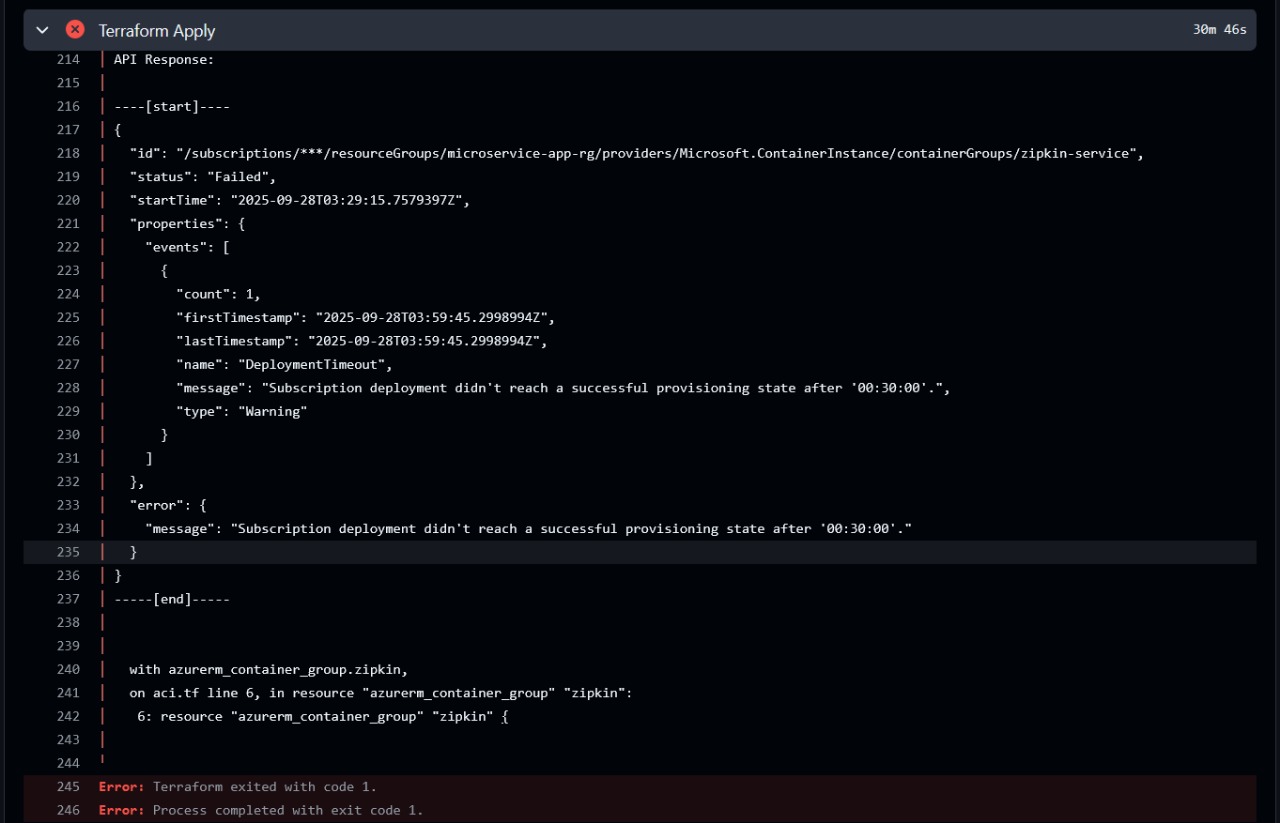 Terraform Apply 30m 46s
214 | API Response:
215 |
216 | ----[start]----
217 | {
218 | "id": "/subscriptions/***/resourceGroups/microservice-app-rg/providers/Microsoft.ContainerInstance/containerGroups/zipkin-service",
219 | "status": "Failed",
220 | "startTime": "2025-09-28T03:29:15.7579397Z",
221 | "properties": {
222 | "events": [
223 | {
224 | "count": 1,
225 | "firstTimestamp": "2025-09-28T03:59:45.2998994Z",
226 | "lastTimestamp": "2025-09-28T03:59:45.2998994Z",
227 | "name": "DeploymentTimeout",
228 | "message": "Subscription deployment didn't reach a successful provisioning state after '00:30:00'.",
229 | "type": "Warning"
230 | }
231 | ]
232 | },
233 | "error": {
234 | "message": "Subscription deployment didn't reach a successful provisioning state after '00:30:00'."
235 | }
236 | }
237 | -----[end]-----
238 |
239 |
240 | with azurerm_container_group.zipkin,
241 | on aci.tf line 6, in resource "azurerm_container_group" "zipkin":
242 | 6: resource "azurerm_container_group" "zipkin" {
243 |
244 ╵
245 Error: Terraform exited with code 1.
246 Error: Process completed with exit code 1.